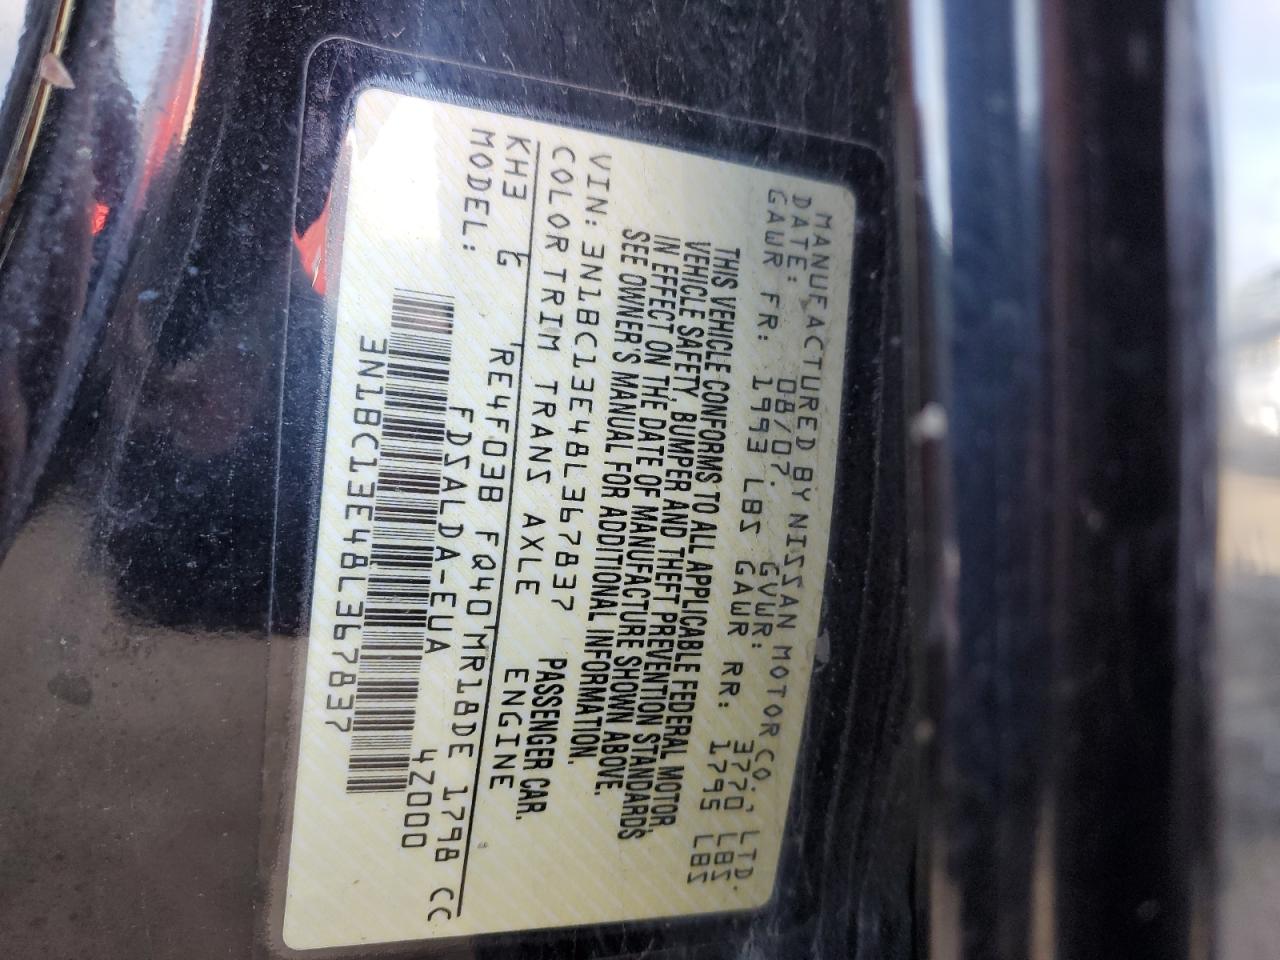 MANUFACTURED BY NISSAN MOTOR CO., LTD.
DATE: 08/07. GVWR: 3770 LBS
GAWR FR: 1993 LBS GAWR RR: 1795 LBS
THIS VEHICLE CONFORMS TO ALL APPLICABLE FEDERAL MOTOR
VEHICLE SAFETY, BUMPER AND THEFT PREVENTION STANDARDS
IN EFFECT ON THE DATE OF MANUFACTURE SHOWN ABOVE.
SEE OWNER'S MANUAL FOR ADDITIONAL INFORMATION.
VIN: 3N1BC13E48L367837 PASSENGER CAR.
COLOR TRIM TRANS AXLE ENGINE
KH3 G RE4F03B FQ40 MR18DE 1798 CC
MODEL: FDSALDA-EUA 4Z000
3N1BC13E48L367837